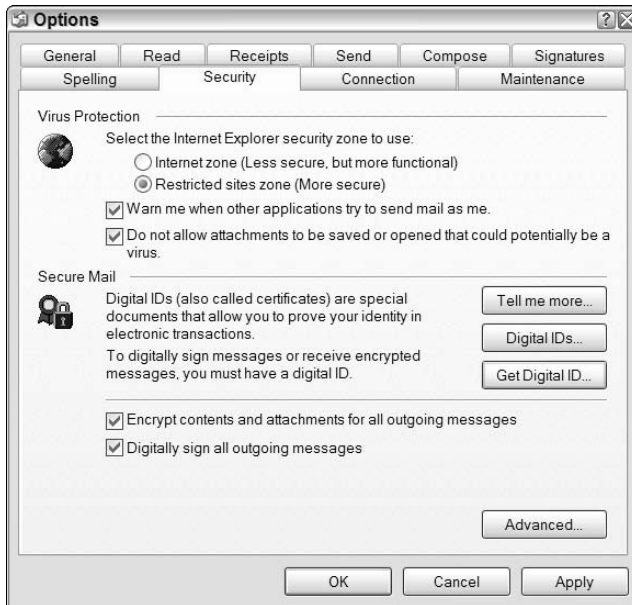 Options
General Read Receipts Send Compose Signatures
Spelling Security Connection Maintenance
Virus Protection
Select the Internet Explorer security zone to use:
Internet zone (Less secure, but more functional)
Restricted sites zone (More secure)
Warn me when other applications try to send mail as me.
Do not allow attachments to be saved or opened that could potentially be a
virus.
Secure Mail
Digital IDs (also called certificates) are special
documents that allow you to prove your identity in
electronic transactions.
Tell me more...
Digital IDs...
To digitally sign messages or receive encrypted
messages, you must have a digital ID.
Get Digital ID...
Encrypt contents and attachments for all outgoing messages
Digitally sign all outgoing messages
Advanced...
OK Cancel Apply